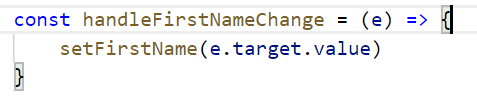 const handleFirstNameChange = (e) => {
    setFirstName(e.target.value)
}